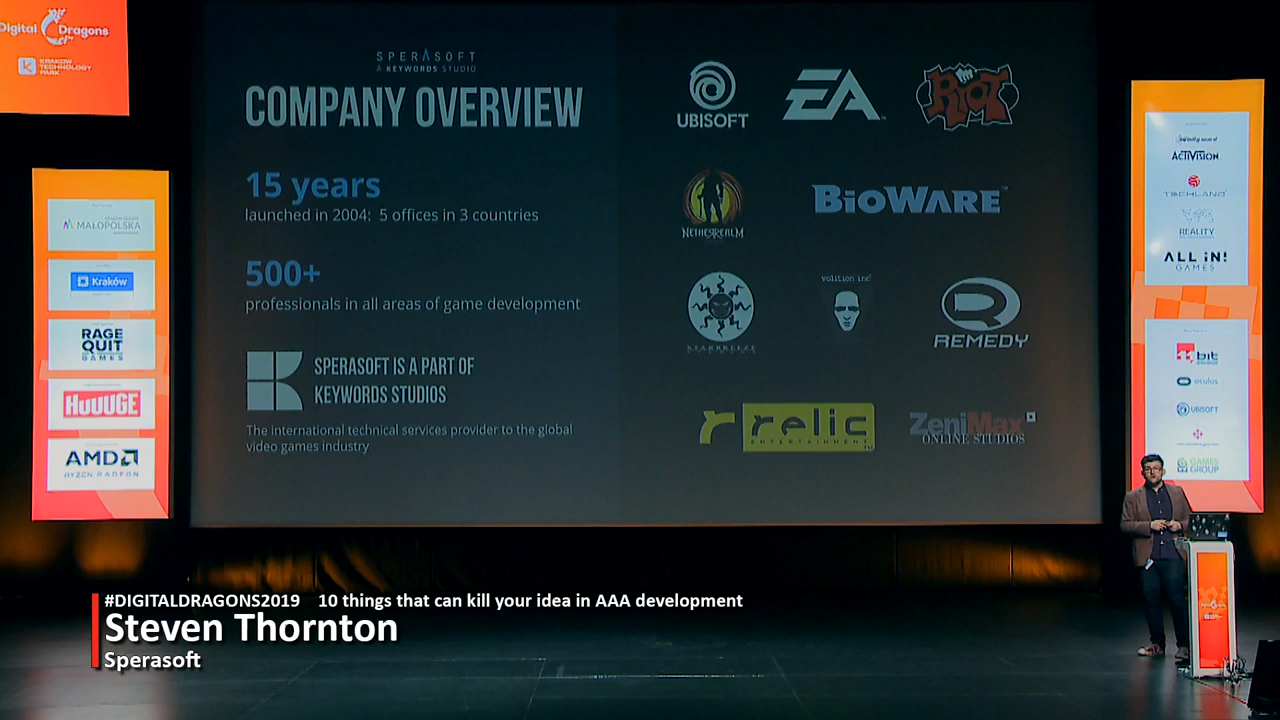 Digital Dragons
KRAKOW
TECHNOLOGY
PARK
SPERASOFT
A KEYWORDS STUDIO
COMPANY OVERVIEW
15 years
launched in 2004: 5 offices in 3 countries
500+
professionals in all areas of game development
SPERASOFT IS A PART OF
KEYWORDS STUDIOS
The international technical services provider to the global
video games industry
UBISOFT
EA
RIOT
NETHERREALM
BIOWARE
STARBREEZE
volition inc
REMEDY
r relic
ENTERTAINMENT
ZeniMax
ONLINE STUDIOS
MAŁOPOLSKA
Kraków
RAGE
QUIT
GAMES
HUUUGE
AMD
RYZEN RADEON
ACTIVISION
TECHLAND
REALITY
ALL iN!
GAMES
11 bit
oculus
UBISOFT
GAMES
GROUP
#DIGITALDRAGONS2019 10 things that can kill your idea in AAA development
Steven Thornton
Sperasoft